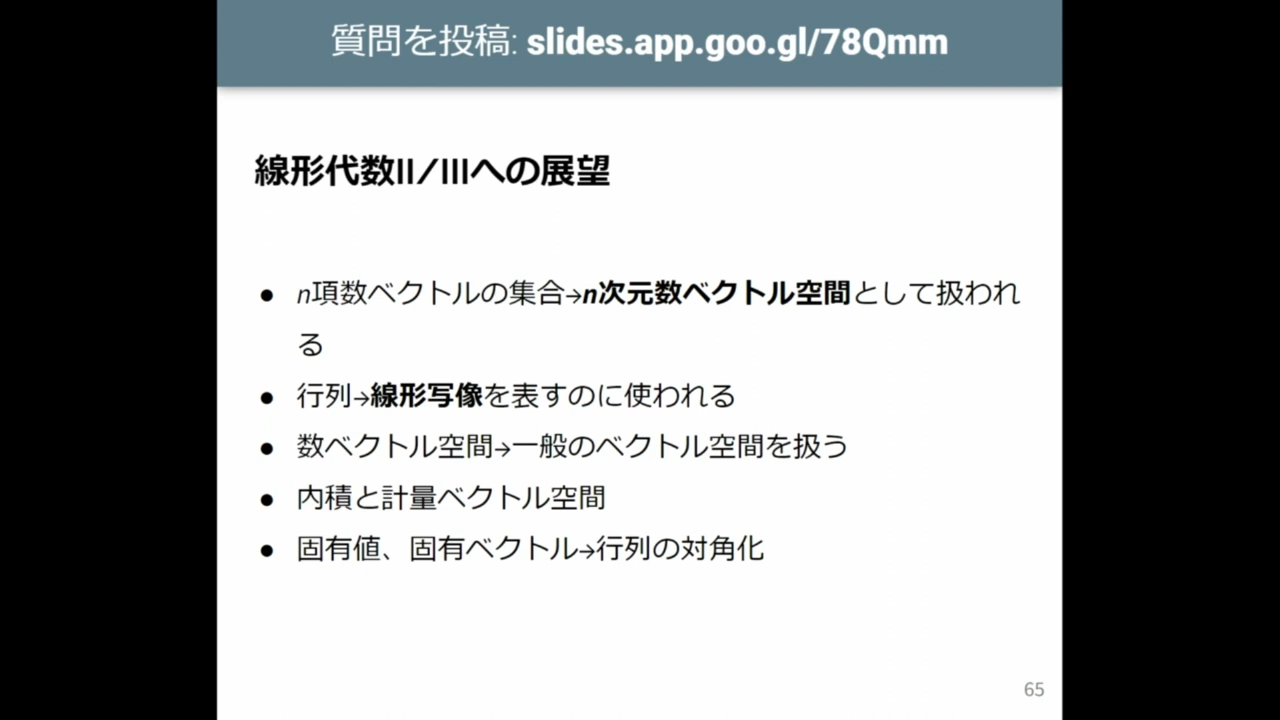 質問を投稿: slides.app.goo.gl/78Qmm
線形代数II/IIIへの展望
● n項数ベクトルの集合→n次元数ベクトル空間として扱われ
る
● 行列→線形写像を表すのに使われる
● 数ベクトル空間→一般のベクトル空間を扱う
● 内積と計量ベクトル空間
● 固有値、固有ベクトル→行列の対角化
65